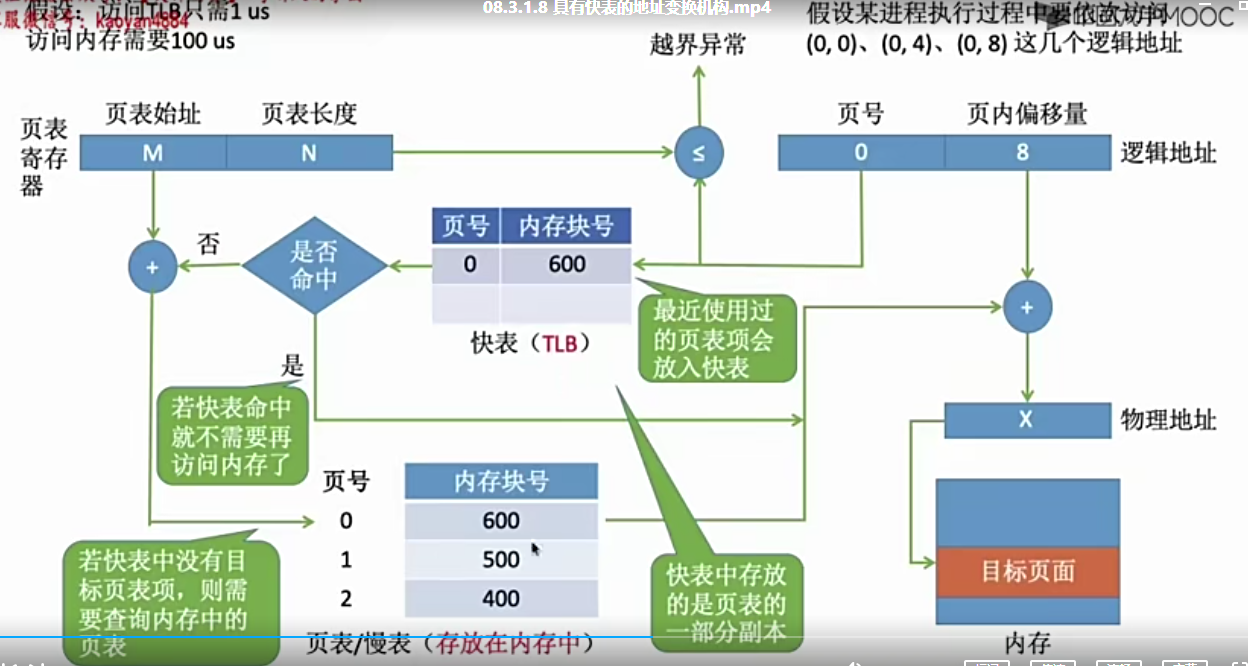 08.3.1.8 具有快表的地址变换机构.mp4
假设：访问TLB只需1 us
访问内存需要100 us
kaoyan4884
MOOC
假设某进程执行过程中要依次访问
(0, 0)、(0, 4)、(0, 8) 这几个逻辑地址
越界异常
页表始址
页表长度
页号
页内偏移量
页表
寄存
器
M
N
≤
0
8
逻辑地址
页号
内存块号
0
600
快表（TLB）
是否
命中
否
+
是
最近使用过
的页表项会
放入快表
+
若快表命中
就不需要再
访问内存了
X
物理地址
页号
内存块号
0
600
1
500
2
400
页表/慢表（存放在内存中）
若快表中没有目
标页表项，则需
要查询内存中的
页表
快表中存放
的是页表的
一部分副本
目标页面
内存